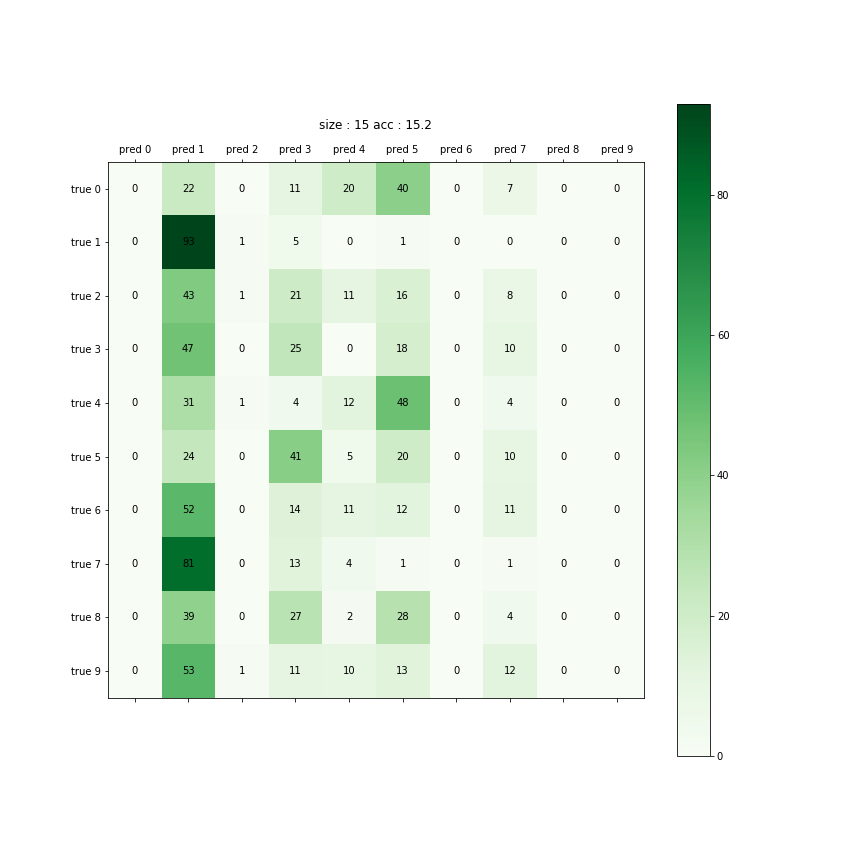 size : 15 acc : 15.2
pred 0 pred 1 pred 2 pred 3 pred 4 pred 5 pred 6 pred 7 pred 8 pred 9
true 0 0 22 0 11 20 40 0 7 0 0
true 1 0 93 1 5 0 1 0 0 0 0
true 2 0 43 1 21 11 16 0 8 0 0
true 3 0 47 0 25 0 18 0 10 0 0
true 4 0 31 1 4 12 48 0 4 0 0
true 5 0 24 0 41 5 20 0 10 0 0
true 6 0 52 0 14 11 12 0 11 0 0
true 7 0 81 0 13 4 1 0 1 0 0
true 8 0 39 0 27 2 28 0 4 0 0
true 9 0 53 1 11 10 13 0 12 0 0
80
60
40
20
0